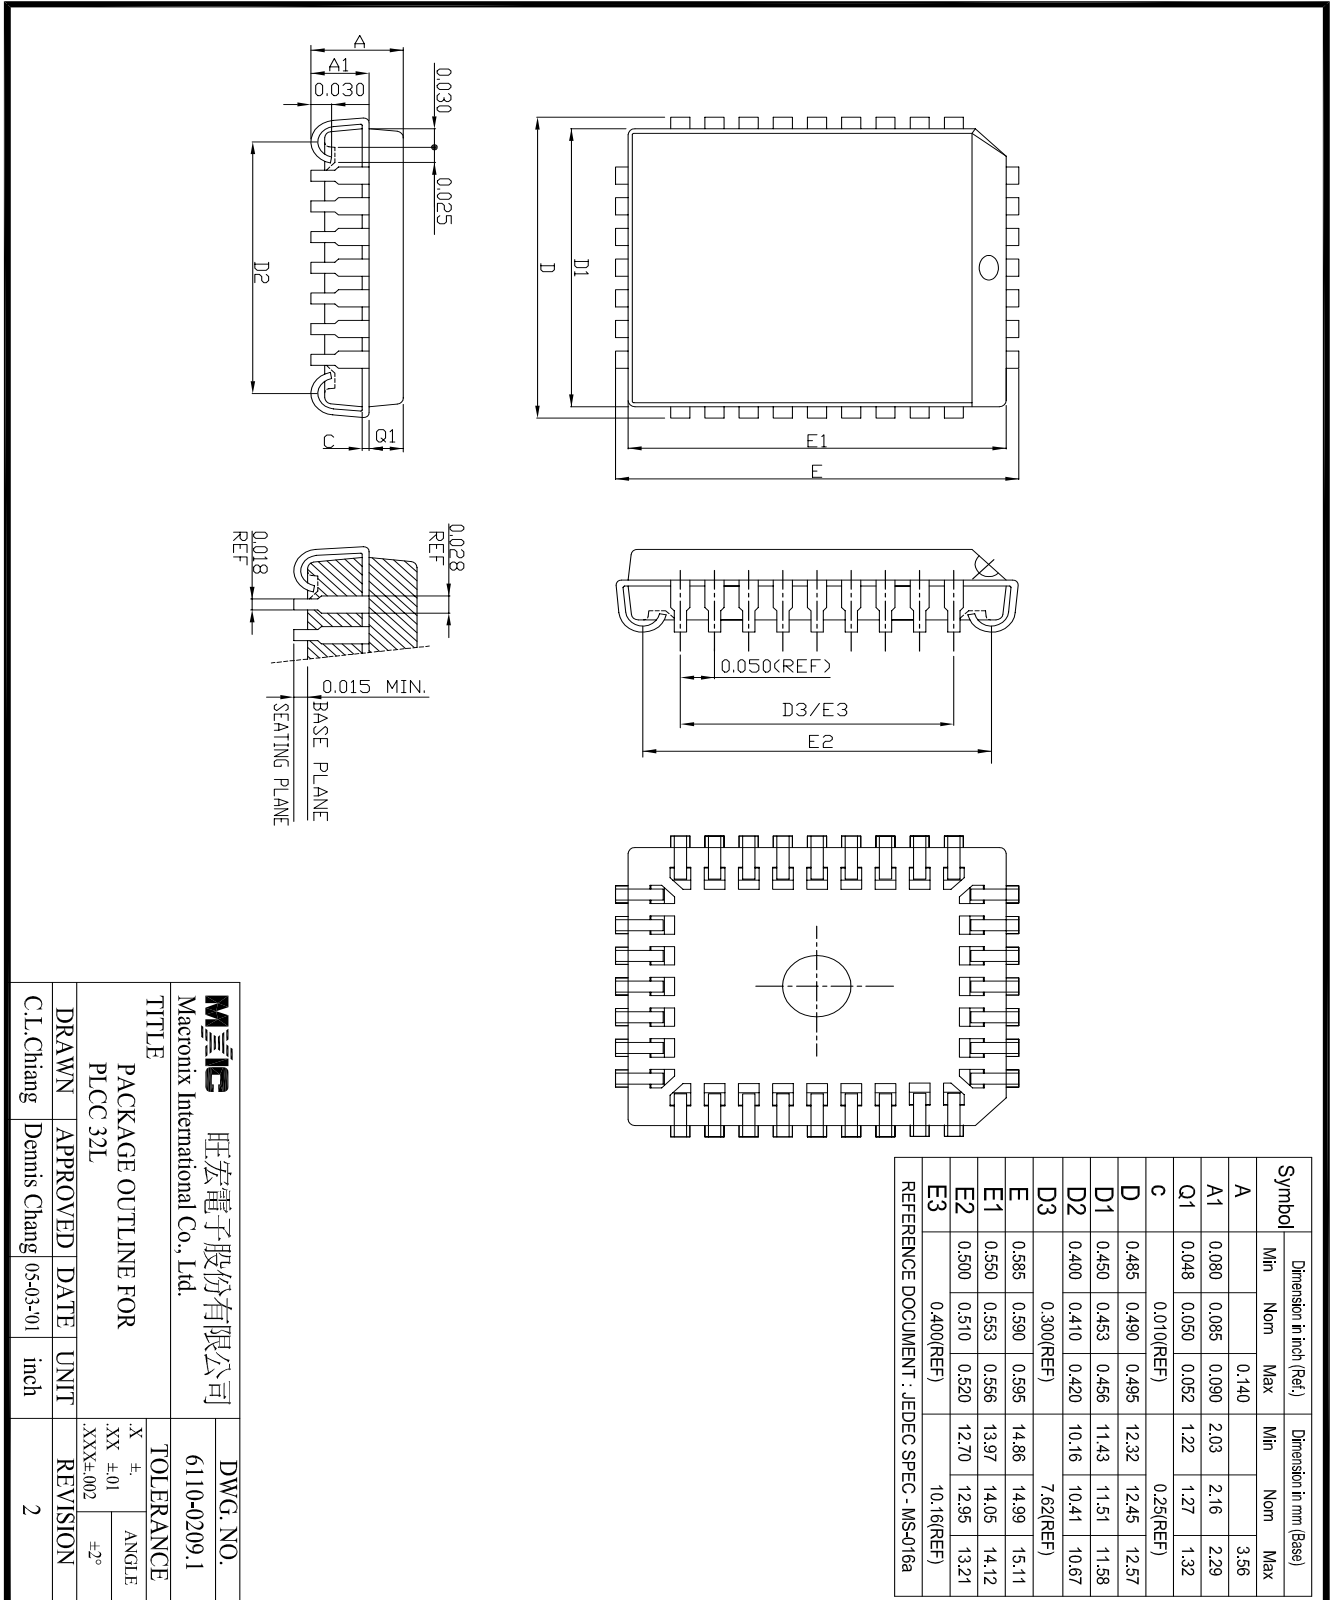 A
A1
0.030
0.030
0.025
D2
C
Q1
D
D1
E1
E
0.018
REF
0.028
REF
0.015 MIN.
BASE PLANE
SEATING PLANE
0.050(REF)
D3/E3
E2
Symbol Dimension in inch (Ref.) Dimension in mm (Base)
Min Nom Max Min Nom Max
A 0.140 3.56
A1 0.080 0.085 0.090 2.03 2.16 2.29
Q1 0.048 0.050 0.052 1.22 1.27 1.32
C 0.010(REF) 0.25(REF)
D 0.485 0.490 0.495 12.32 12.45 12.57
D1 0.450 0.453 0.456 11.43 11.51 11.58
D2 0.400 0.410 0.420 10.16 10.41 10.67
D3 0.300(REF) 7.62(REF)
E 0.585 0.590 0.595 14.86 14.99 15.11
E1 0.550 0.553 0.556 13.97 14.05 14.12
E2 0.500 0.510 0.520 12.70 12.95 13.21
E3 0.400(REF) 10.16(REF)
REFERENCE DOCUMENT : JEDEC SPEC - MS-016a
MXIC 旺宏電子股份有限公司
Macronix International Co., Ltd.
DWG. NO.
6110-0209.1
TITLE
PACKAGE OUTLINE FOR
PLCC 32L
TOLERANCE
.X ±.
.XX ±.01
.XXX±.002
ANGLE
±2°
DRAWN APPROVED DATE UNIT REVISION
C.L.Chiang Dennis Chang 05-03-'01 inch 2